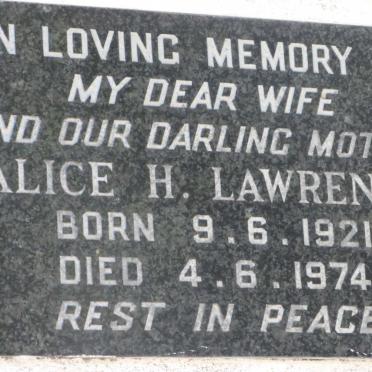 N LOVING MEMORY
MY DEAR WIFE
ND OUR DARLING MOT
ALICE H. LAWREN
BORN 9.6.1921
DIED 4.6.1974
REST IN PEACE